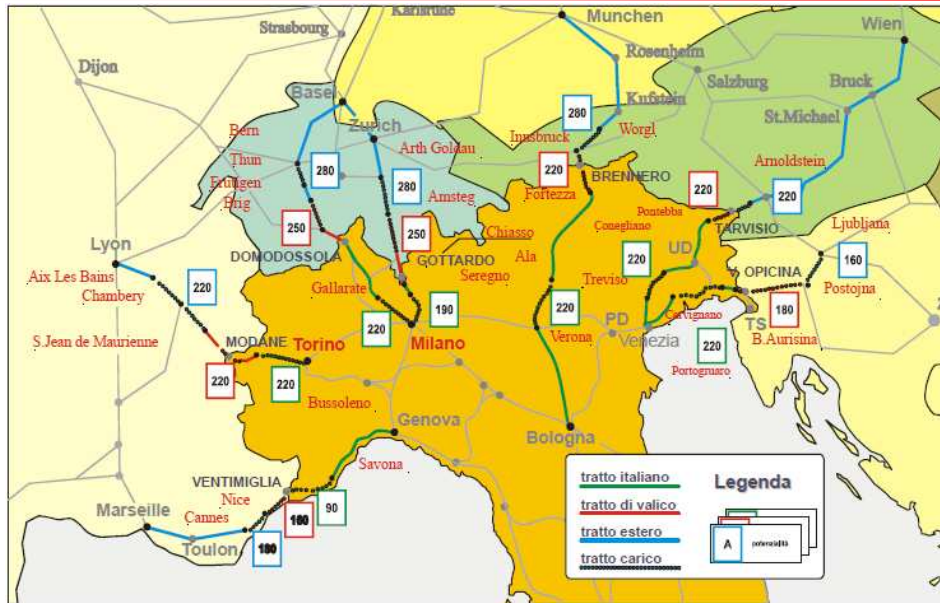 Karlsruhe
Strasbourg
Munchen
Wien
Dijon
Rosenheim
Salzburg
Bruck
Basel
Kufstein
St.Michael
Zurich
Bern
280
Innsbruck
Worgl
Arth Goldau
Thun
280
Arnoldstein
Frutigen
280
Amsteg
220
BRENNERO
Brig
Fortezza
220
220
Pontebba
Ljubljana
250
250
Chiasso
Conegliano
TARVISIO
Lyon
DOMODOSSOLA
GOTTARDO
Ala
220
UD
V. OPICINA
160
Aix Les Bains
Seregno
Treviso
Chambery
220
Gallarate
190
Postojna
220
220
PD
Cervignano
180
S.Jean de Maurienne
MODANE
Torino
Milano
Verona
Venezia
TS
B.Aurisina
220
220
220
Portogruaro
Bussoleno
Genova
Bologna
Savona
VENTIMIGLIA
Nice
Marseille
Cannes
160
90
Toulon
180
tratto italiano
Legenda
tratto di valico
tratto estero
A
potenzialità
tratto carico